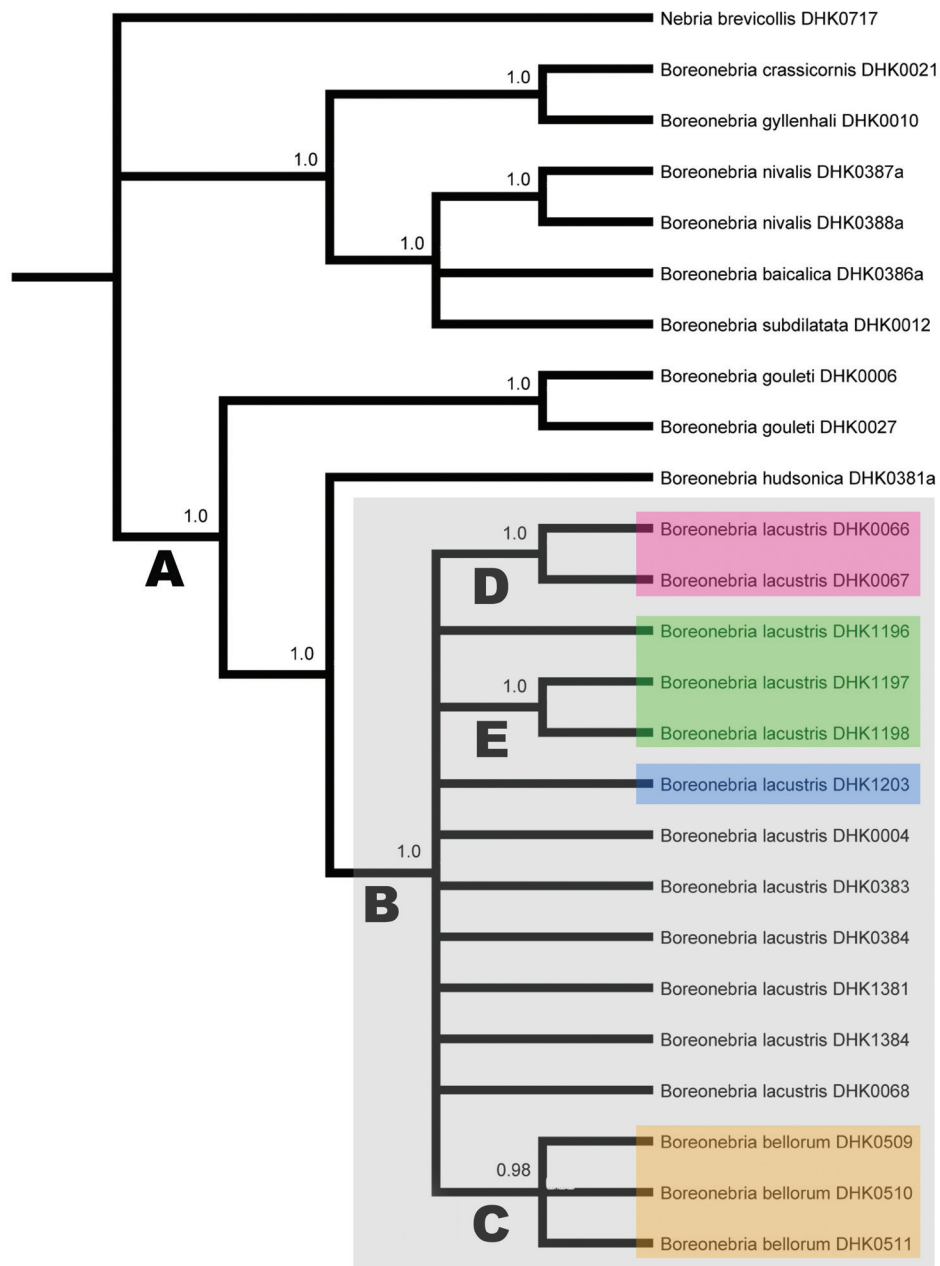 Nebria brevicollis DHK0717
Boreonebria crassicornis DHK0021
1.0
Boreonebria gyllenhali DHK0010
1.0
Boreonebria nivalis DHK0387a
1.0
Boreonebria nivalis DHK0388a
1.0
Boreonebria baicalica DHK0386a
Boreonebria subdilatata DHK0012
Boreonebria gouleti DHK0006
1.0
Boreonebria gouleti DHK0027
Boreonebria hudsonica DHK0381a
1.0
A
Boreonebria lacustris DHK0066
1.0
Boreonebria lacustris DHK0067
D
Boreonebria lacustris DHK1196
1.0
Boreonebria lacustris DHK1197
1.0
Boreonebria lacustris DHK1198
E
Boreonebria lacustris DHK1203
Boreonebria lacustris DHK0004
1.0
Boreonebria lacustris DHK0383
B
Boreonebria lacustris DHK0384
Boreonebria lacustris DHK1381
Boreonebria lacustris DHK1384
Boreonebria lacustris DHK0068
Boreonebria bellorum DHK0509
0.98
Boreonebria bellorum DHK0510
C
Boreonebria bellorum DHK0511